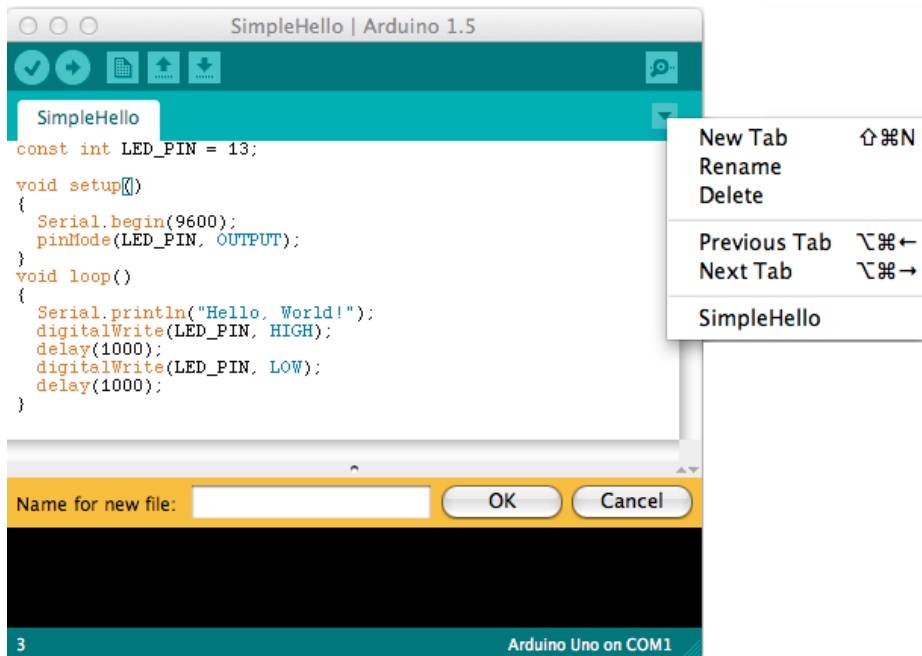 SimpleHello | Arduino 1.5
SimpleHello
const int LED_PIN = 13;
void setup()
{
  Serial.begin(9600);
  pinMode(LED_PIN, OUTPUT);
}
void loop()
{
  Serial.println("Hello, World!");
  digitalWrite(LED_PIN, HIGH);
  delay(1000);
  digitalWrite(LED_PIN, LOW);
  delay(1000);
}
New Tab ⇧⌘N
Rename
Delete
Previous Tab ⌥⌘←
Next Tab ⌥⌘→
SimpleHello
Name for new file: OK Cancel
3 Arduino Uno on COM1